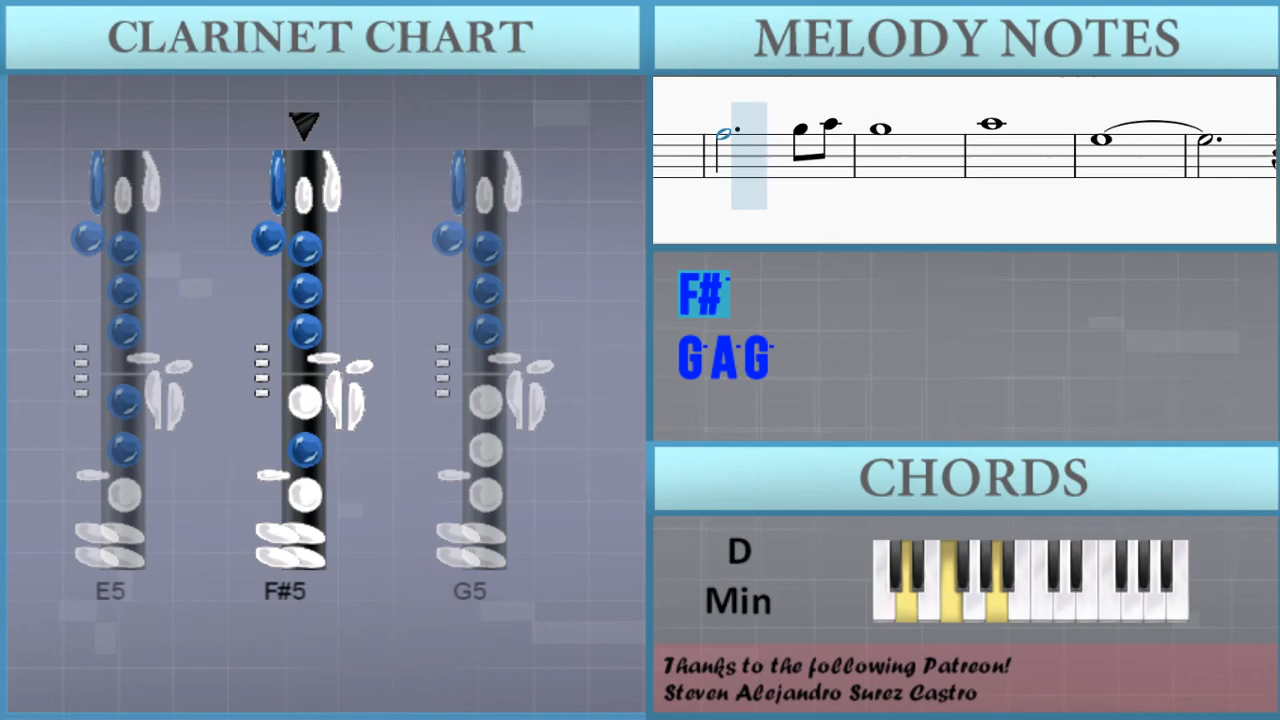 CLARINET CHART
E5
F#5
G5
MELODY NOTES
F#-
G-A-G-
CHORDS
D
Min
Thanks to the following Patreon!
Steven Alejandro Surez Castro